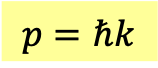 p = ℏk